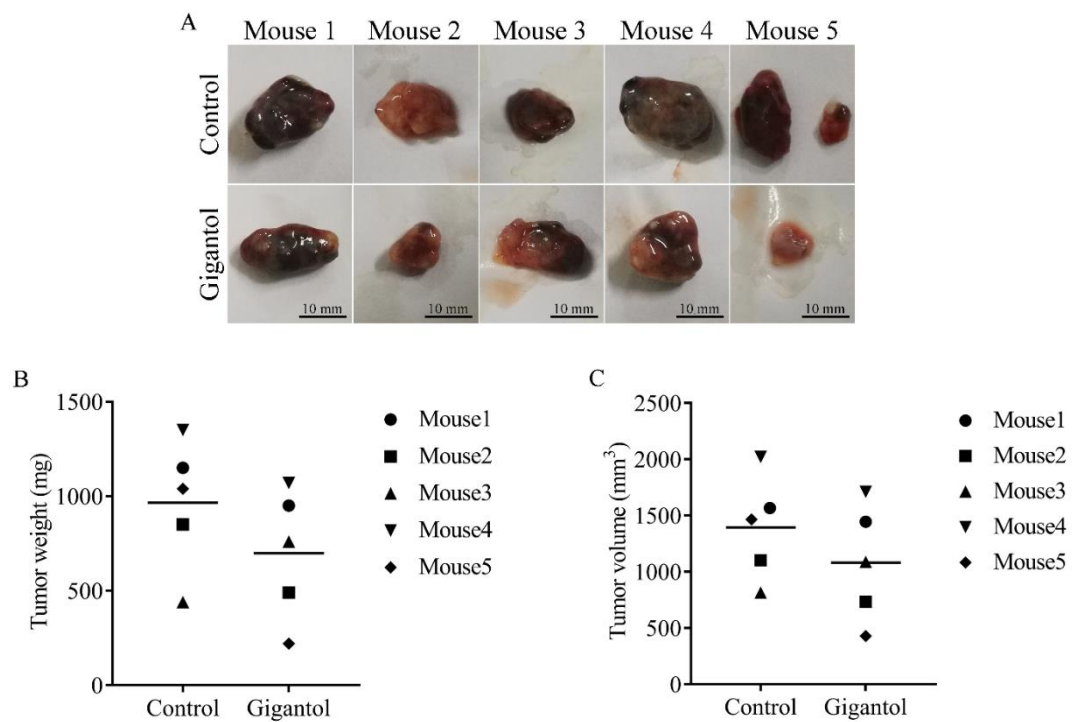 A
Mouse 1 Mouse 2 Mouse 3 Mouse 4 Mouse 5
Control
Gigantol
10 mm 10 mm 10 mm 10 mm 10 mm
B
Tumor weight (mg)
1500
1000
500
0
Control Gigantol
Mouse1
Mouse2
Mouse3
Mouse4
Mouse5
C
Tumor volume (mm³)
2500
2000
1500
1000
500
0
Control Gigantol
Mouse1
Mouse2
Mouse3
Mouse4
Mouse5